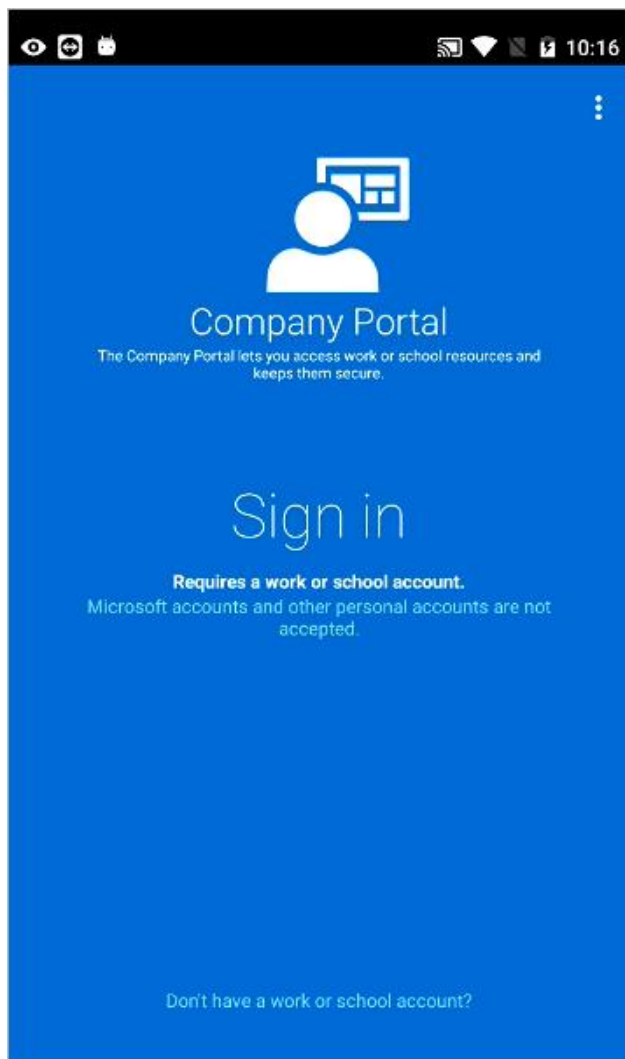 10:16
Company Portal
The Company Portal lets you access work or school resources and
keeps them secure.
Sign in
Requires a work or school account.
Microsoft accounts and other personal accounts are not
accepted.
Don't have a work or school account?